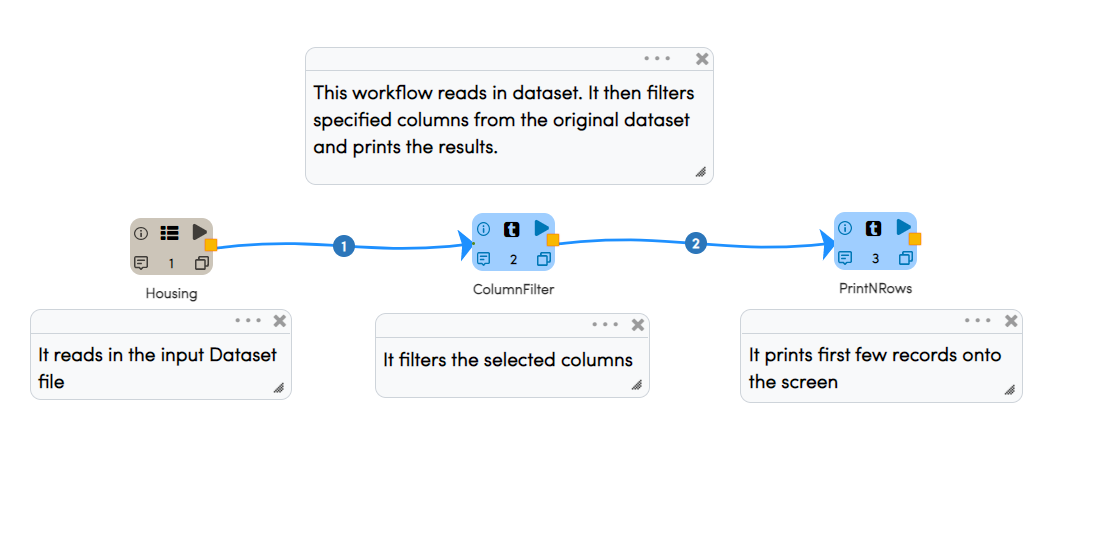 This workflow reads in dataset. It then filters
specified columns from the original dataset
and prints the results.
1
t
2
t
1
2
3
Housing
ColumnFilter
PrintNRows
It reads in the input Dataset
file
It filters the selected columns
It prints first few records onto
the screen